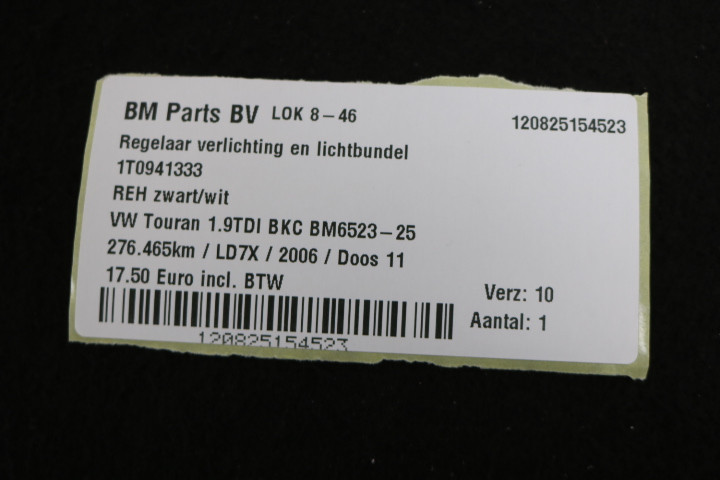 BM Parts BV LOK 8-46
120825154523
Regelaar verlichting en lichtbundel
1T0941333
REH zwart/wit
VW Touran 1.9TDI BKC BM6523-25
276.465km / LD7X / 2006 / Doos 11
17.50 Euro incl. BTW
Verz: 10
Aantal: 1
120825154523